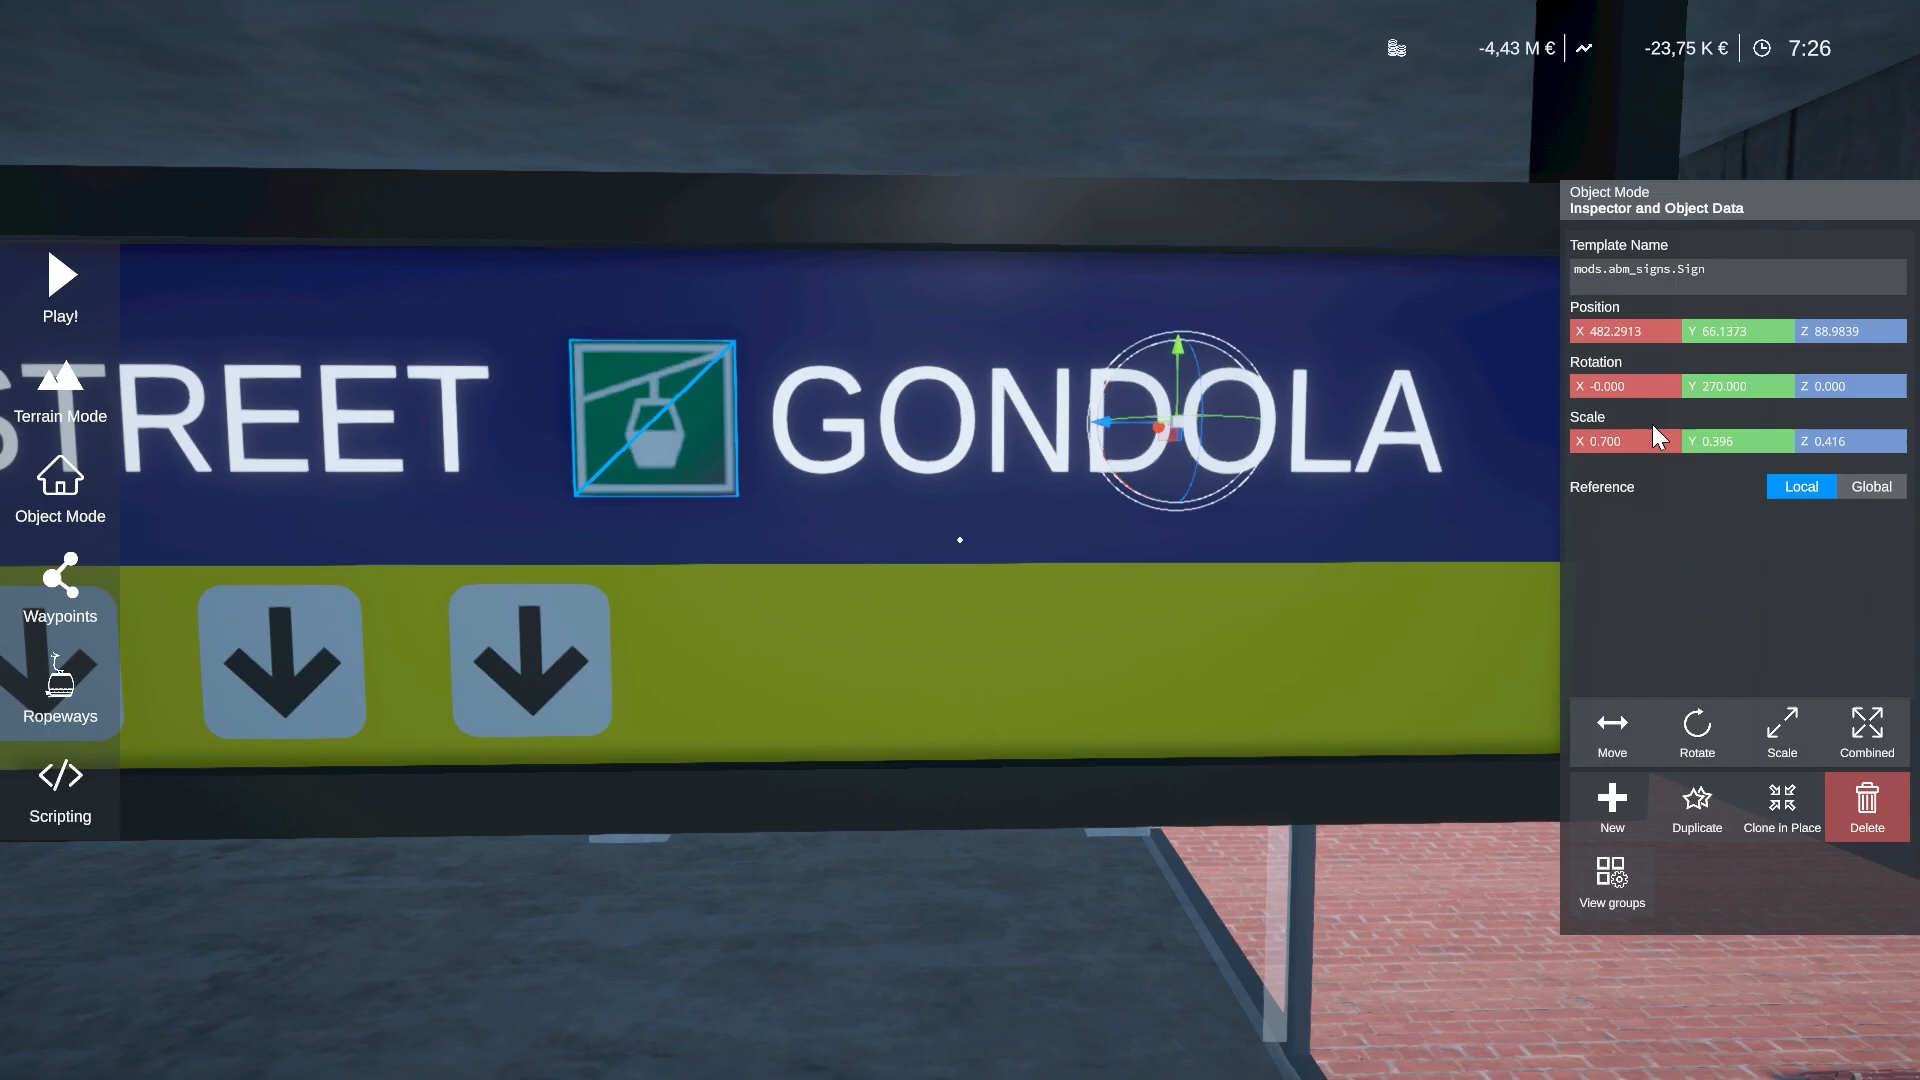 -4,43 M €
-23,75 K €
7:26
Object Mode
Inspector and Object Data
Template Name
mods.abm_signs.Sign
Position
X 482.2913 Y 66.1373 Z 88.9839
Rotation
X -0.000 Y 270.000 Z 0.000
Scale
X 0.700 Y 0.396 Z 0.416
Reference Local Global
Move Rotate Scale Combined
New Duplicate Clone in Place Delete
View groups
Play!
Terrain Mode
Object Mode
Waypoints
Ropeways
Scripting
STREET GONDOLA